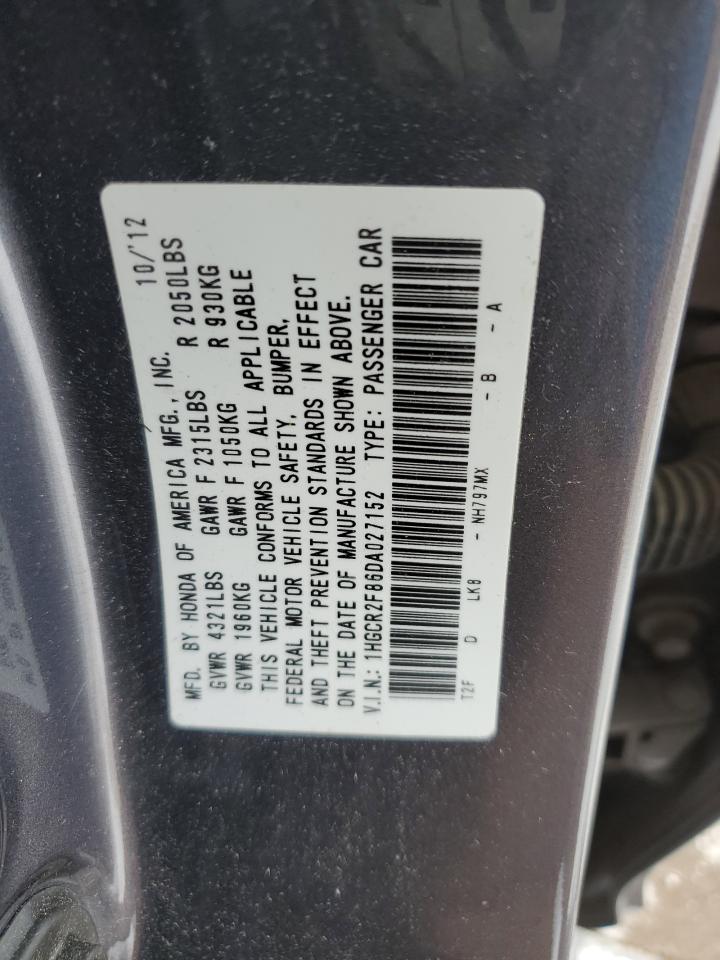 MFD. BY HONDA OF AMERICA MFG., INC. 10/'12
GVWR 4321LBS GAWR F 2315LBS R 2050LBS
GVWR 1960KG GAWR F 1050KG R 930KG
THIS VEHICLE CONFORMS TO ALL APPLICABLE
FEDERAL MOTOR VEHICLE SAFETY, BUMPER,
AND THEFT PREVENTION STANDARDS IN EFFECT
ON THE DATE OF MANUFACTURE SHOWN ABOVE.
V.I.N.: 1HGCR2F86DA027152 TYPE: PASSENGER CAR
T2F D LK8 - NH797MX - B - A